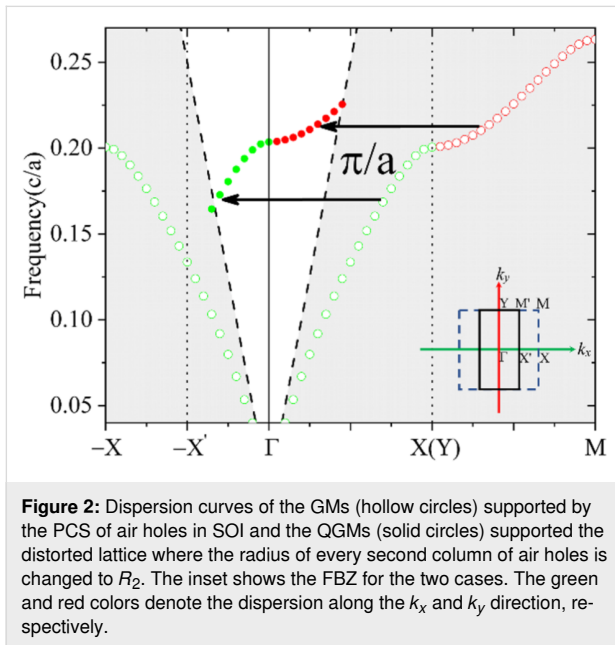 0.25
0.20
0.15
0.10
0.05
Frequency(c/a)
π/a
k_y
Y M' M
Γ X' X
k_x
−X −X' Γ X(Y) M
Figure 2: Dispersion curves of the GMs (hollow circles) supported by
the PCS of air holes in SOI and the QGMs (solid circles) supported the
distorted lattice where the radius of every second column of air holes is
changed to R₂. The inset shows the FBZ for the two cases. The green
and red colors denote the dispersion along the kₓ and k_y direction, re-
spectively.